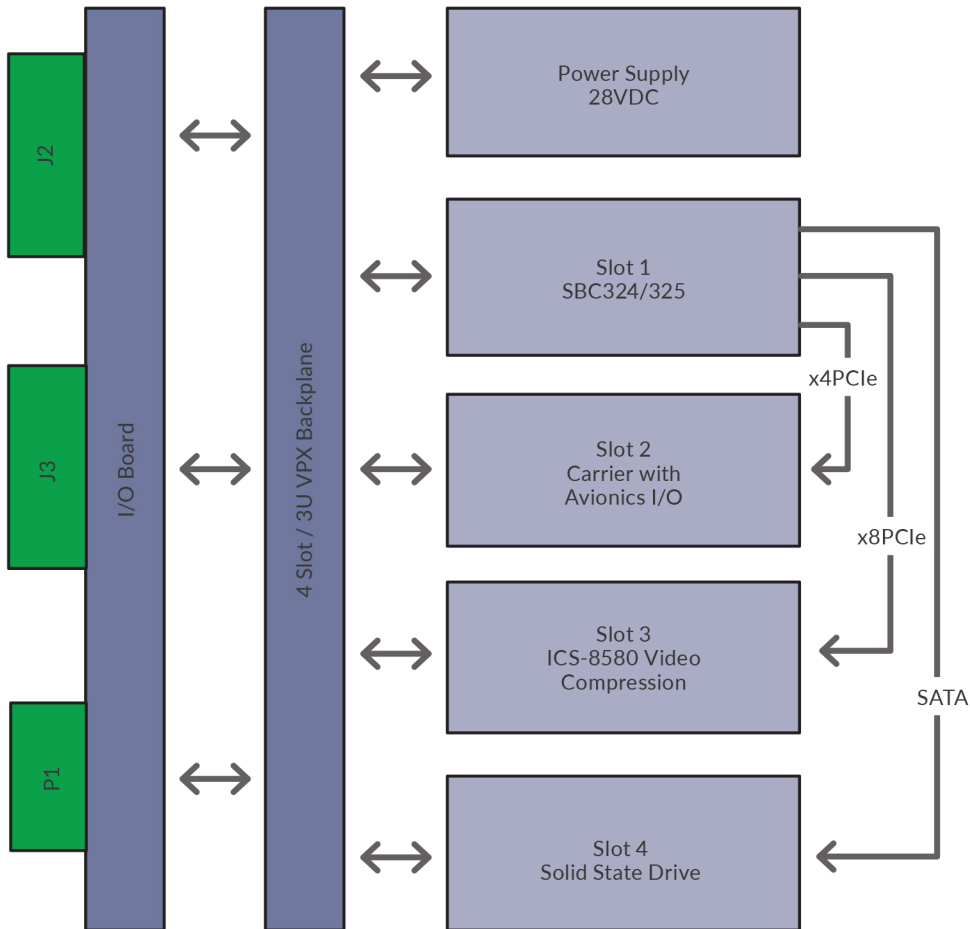 J2
J3
P1
I/O Board
4 Slot / 3U VPX Backplane
Power Supply
28VDC
Slot 1
SBC324/325
x4PCIe
Slot 2
Carrier with
Avionics I/O
x8PCIe
Slot 3
ICS-8580 Video
Compression
SATA
Slot 4
Solid State Drive